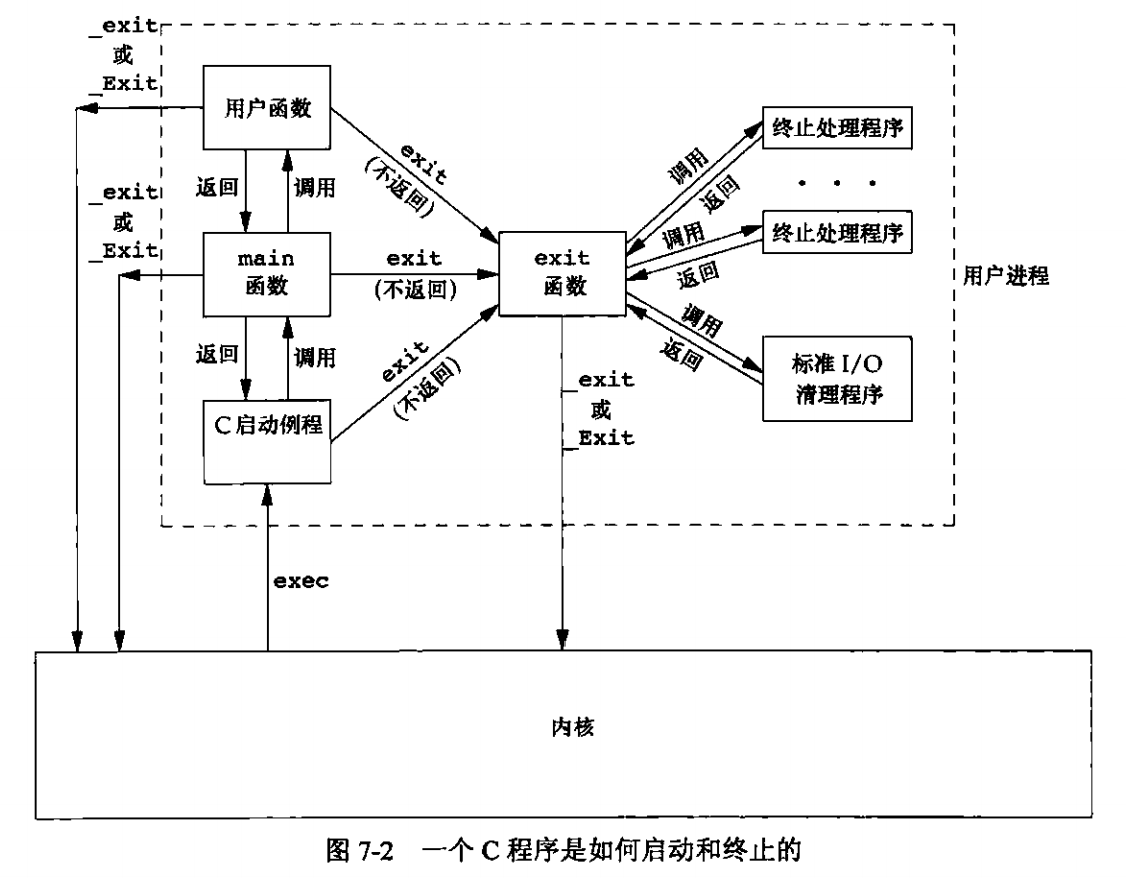 _exit
或
_Exit
用户函数
终止处理程序
exit
(不返回)
调用
返回
. . .
返回
调用
_exit
或
_Exit
终止处理程序
调用
返回
main
函数
exit
(不返回)
exit
函数
用户进程
返回
调用
exit
(不返回)
调用
返回
标准 I/O
清理程序
_exit
或
_Exit
C 启动例程
exec
内核
图 7-2 一个 C 程序是如何启动和终止的